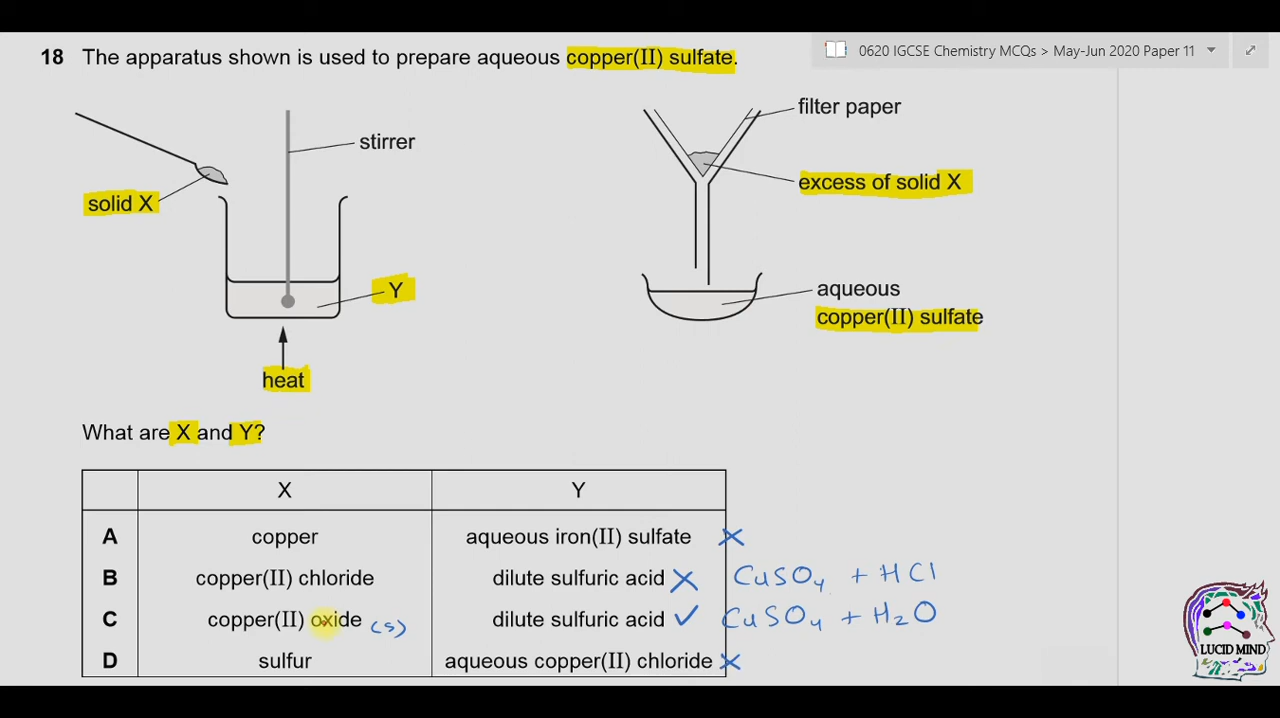 18 The apparatus shown is used to prepare aqueous copper(II) sulfate.
0620 IGCSE Chemistry MCQs > May-Jun 2020 Paper 11
filter paper
stirrer
excess of solid X
solid X
Y
aqueous
copper(II) sulfate
heat
What are X and Y?
X Y
A copper aqueous iron(II) sulfate ✗
B copper(II) chloride dilute sulfuric acid ✗ CuSO₄ + HCl
C copper(II) oxide (s) dilute sulfuric acid ✓ CuSO₄ + H₂O
D sulfur aqueous copper(II) chloride ✗
LUCID MIND